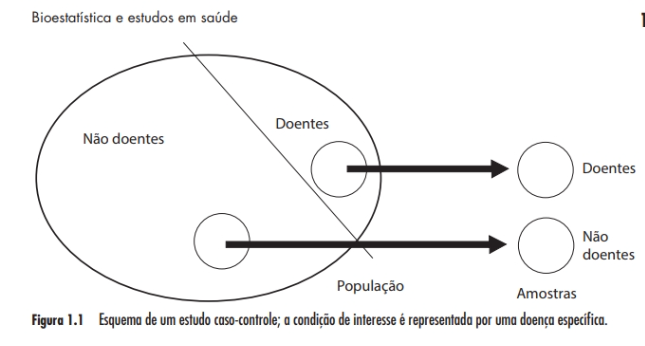 Bioestatística e estudos em saúde
1
Não doentes
Doentes
Doentes
Não
doentes
População
Amostras
Figura 1.1 Esquema de um estudo caso-controle; a condição de interesse é representada por uma doença específica.